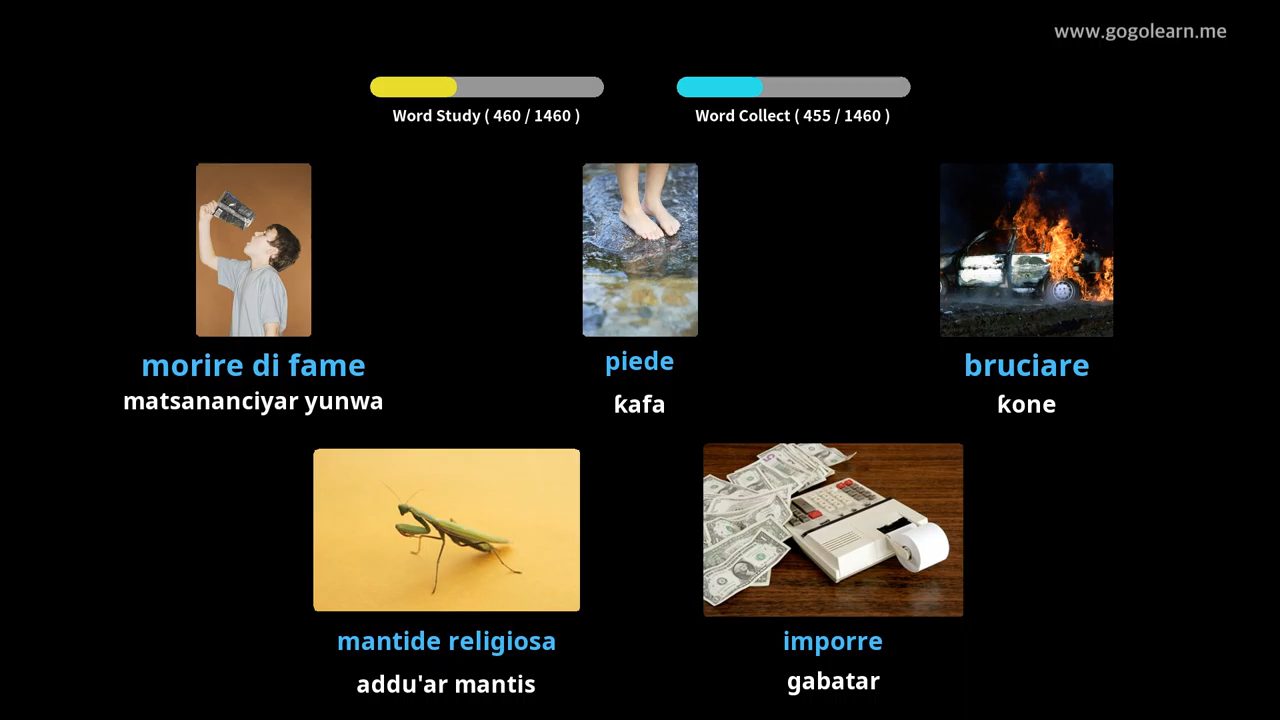 www.gogolearn.me
Word Study ( 460 / 1460 )
Word Collect ( 455 / 1460 )
morire di fame
matsananciyar yunwa
piede
ƙafa
bruciare
ƙone
mantide religiosa
addu'ar mantis
imporre
gabatar